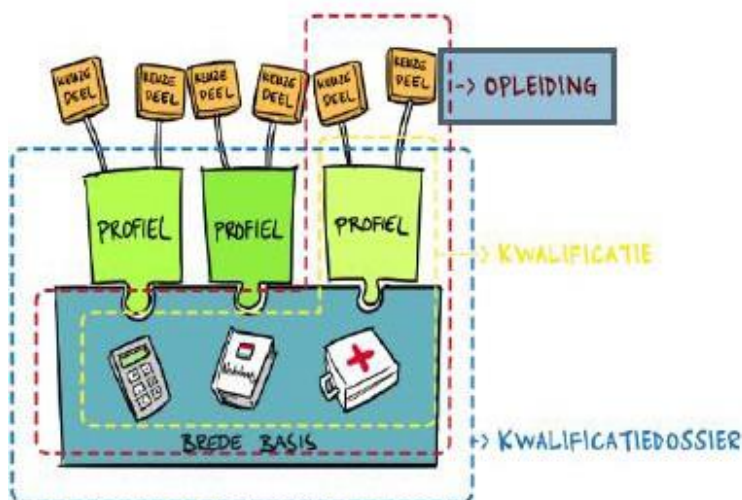 KEUZE DEEL
KEUZE DEEL
KEUZE DEEL
KEUZE DEEL
KEUZE DEEL
KEUZE DEEL
-> OPLEIDING
PROFIEL
PROFIEL
PROFIEL
-> KWALIFICATIE
BREDE BASIS
-> KWALIFICATIEDOSSIER